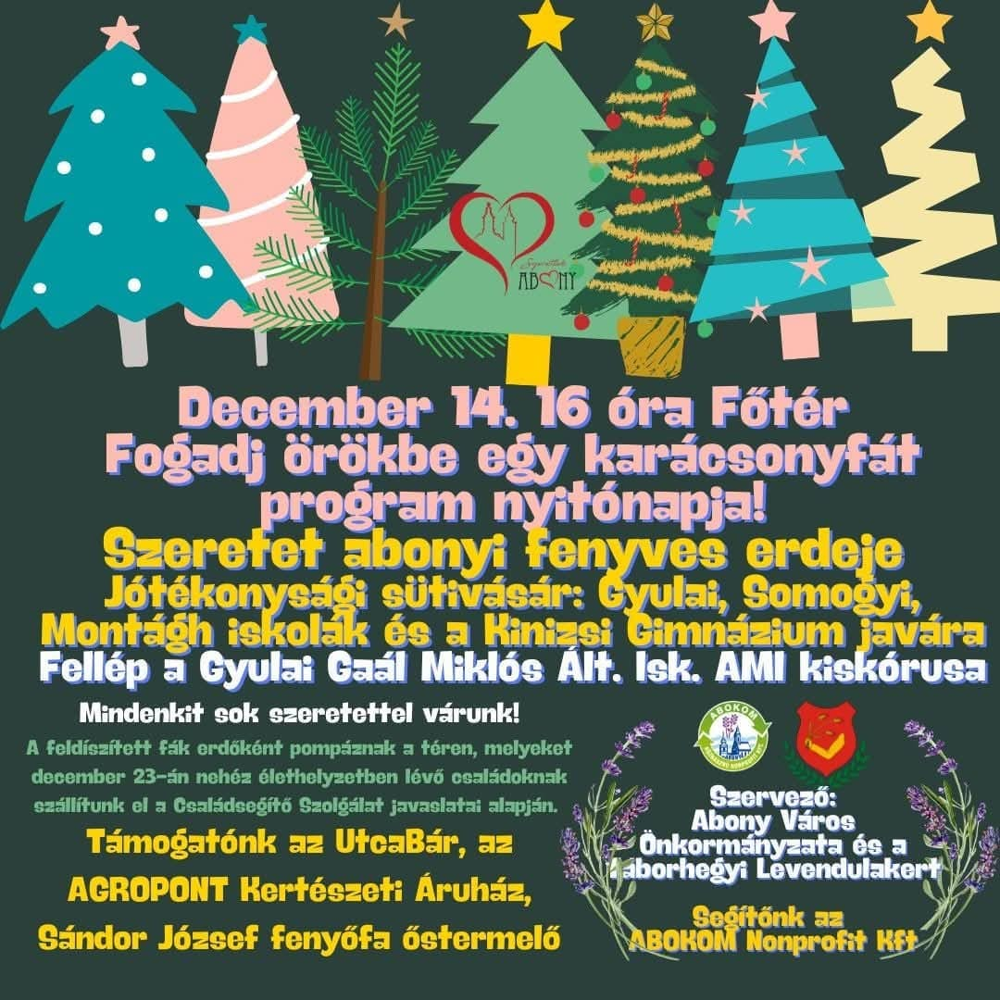 Szeretlek
ABONY
December 14. 16 óra Főtér
Fogadj örökbe egy karácsonyfát
program nyitónapja!
Szeretet abonyi fenyves erdeje
Jótékonysági sütivásár: Gyulai, Somogyi,
Montágh iskolák és a Kinizsi Gimnázium javára
Fellép a Gyulai Gaál Miklós Ált. Isk. AMI kiskórusa
Mindenkit sok szeretettel várunk!
A feldíszített fák erdőként pompáznak a téren, melyeket
december 23-án nehéz élethelyzetben lévő családoknak
szállítunk el a Családsegítő Szolgálat javaslatai alapján.
Támogatónk az UtcaBár, az
AGROPONT Kertészeti Áruház,
Sándor József fenyőfa őstermelő
ABOKOM
NONPROFIT KFT.
Szervező:
Abony Város
Önkormányzata és a
Táborhegyi Levendulakert
Segítőnk az
ABOKOM Nonprofit Kft